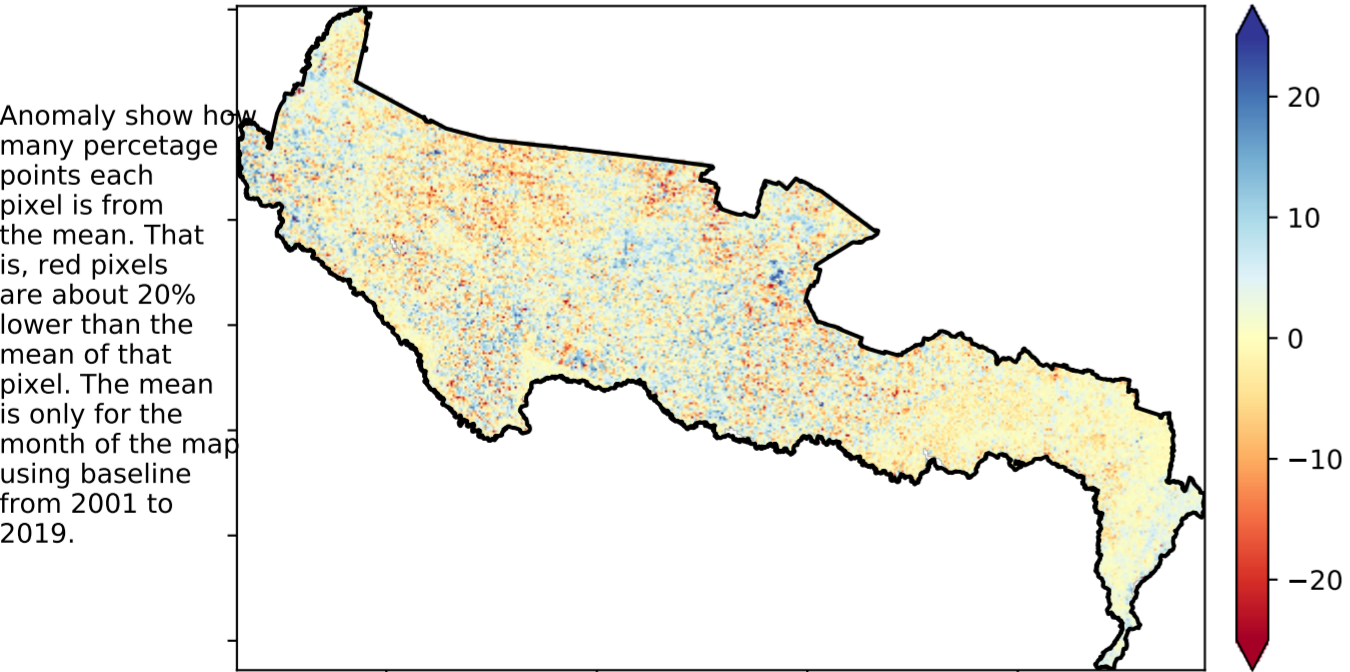 Anomaly show how
many percetage
points each
pixel is from
the mean. That
is, red pixels
are about 20%
lower than the
mean of that
pixel. The mean
is only for the
month of the map
using baseline
from 2001 to
2019.
20
10
0
−10
−20